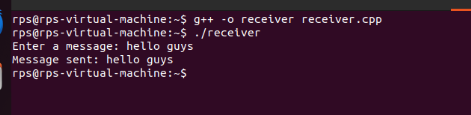 rps@rps-virtual-machine:~$ g++ -o receiver receiver.cpp
rps@rps-virtual-machine:~$ ./receiver
Enter a message: hello guys
Message sent: hello guys
rps@rps-virtual-machine:~$